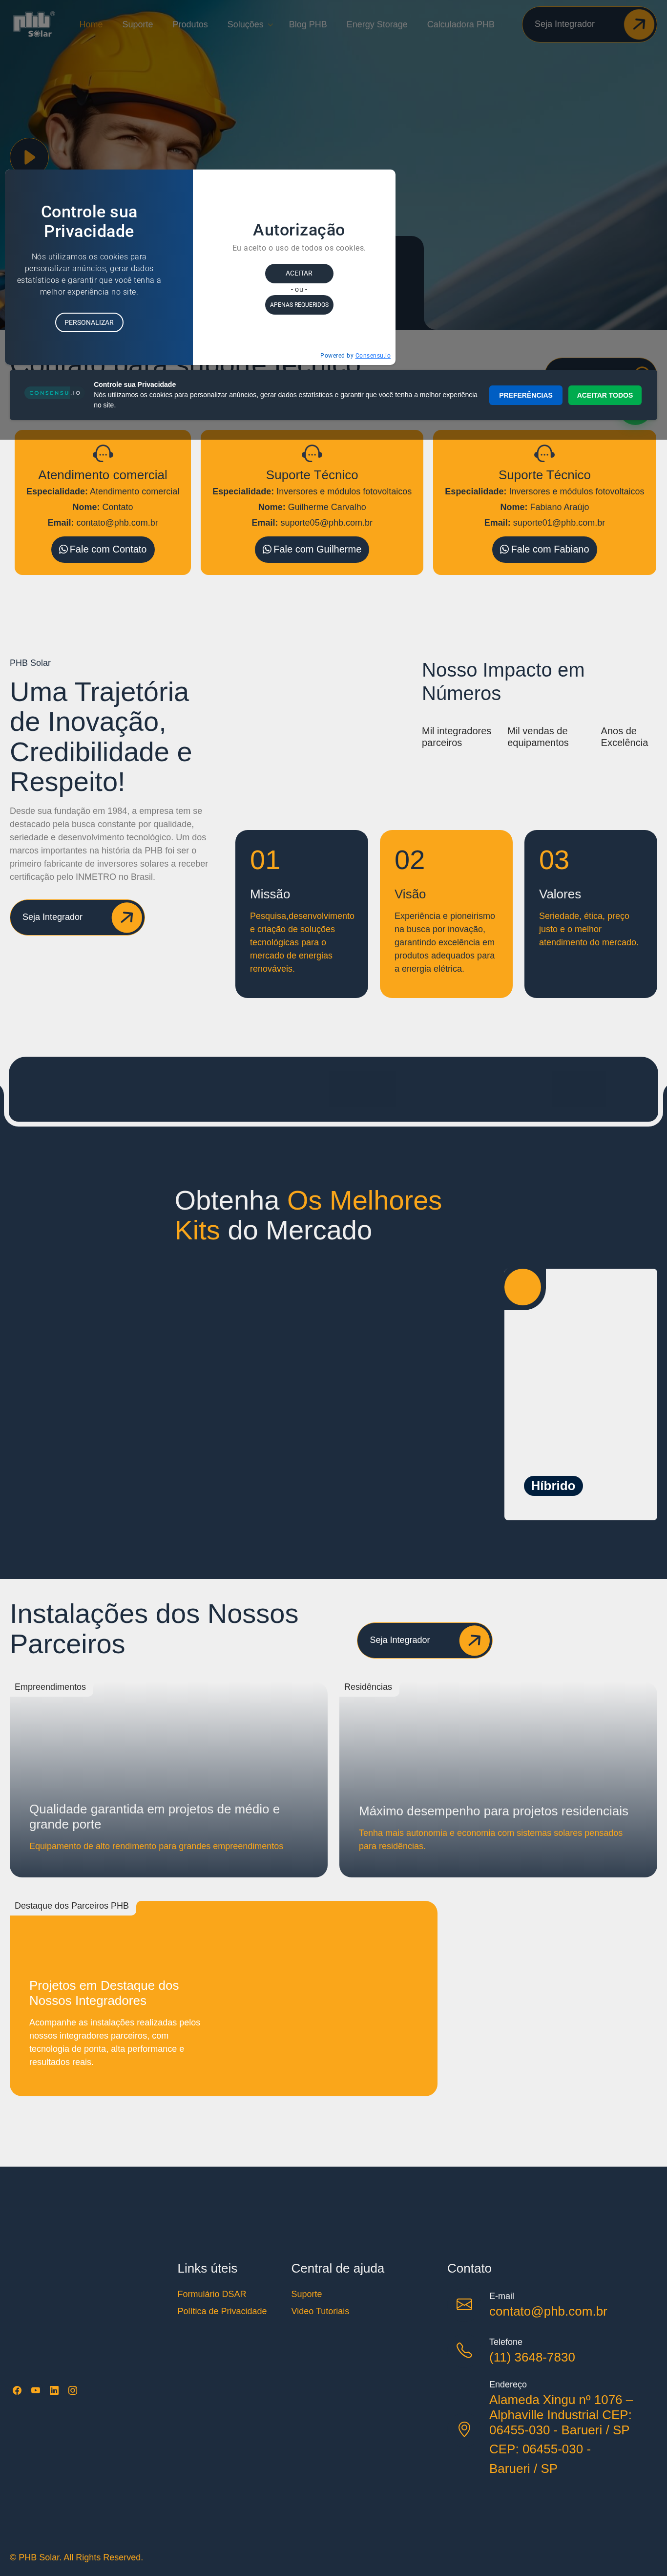 phb
Solar
Home
Suporte
Produtos
Soluções
Blog PHB
Energy Storage
Calculadora PHB
Seja Integrador
Controle sua
Privacidade
Nós utilizamos os cookies para
personalizar anúncios, gerar dados
estatísticos e garantir que você tenha a
melhor experiência no site.
PERSONALIZAR
Autorização
Eu aceito o uso de todos os cookies.
ACEITAR
- ou -
APENAS REQUERIDOS
Powered by Consensu.io
CONSENSU.IO
Controle sua Privacidade
Nós utilizamos os cookies para personalizar anúncios, gerar dados estatísticos e garantir que você tenha a melhor experiência
no site.
PREFERÊNCIAS
ACEITAR TODOS
Atendimento comercial
Especialidade: Atendimento comercial
Nome: Contato
Email: contato@phb.com.br
Fale com Contato
Suporte Técnico
Especialidade: Inversores e módulos fotovoltaicos
Nome: Guilherme Carvalho
Email: suporte05@phb.com.br
Fale com Guilherme
Suporte Técnico
Especialidade: Inversores e módulos fotovoltaicos
Nome: Fabiano Araújo
Email: suporte01@phb.com.br
Fale com Fabiano
PHB Solar
Uma Trajetória
de Inovação,
Credibilidade e
Respeito!
Desde sua fundação em 1984, a empresa tem se
destacado pela busca constante por qualidade,
seriedade e desenvolvimento tecnológico. Um dos
marcos importantes na história da PHB foi ser o
primeiro fabricante de inversores solares a receber
certificação pelo INMETRO no Brasil.
Seja Integrador
Nosso Impacto em
Números
Mil integradores
parceiros
Mil vendas de
equipamentos
Anos de
Excelência
01
Missão
Pesquisa,desenvolvimento
e criação de soluções
tecnológicas para o
mercado de energias
renováveis.
02
Visão
Experiência e pioneirismo
na busca por inovação,
garantindo excelência em
produtos adequados para
a energia elétrica.
03
Valores
Seriedade, ética, preço
justo e o melhor
atendimento do mercado.
Obtenha Os Melhores
Kits do Mercado
Híbrido
Instalações dos Nossos
Parceiros
Seja Integrador
Empreendimentos
Qualidade garantida em projetos de médio e
grande porte
Equipamento de alto rendimento para grandes empreendimentos
Residências
Máximo desempenho para projetos residenciais
Tenha mais autonomia e economia com sistemas solares pensados
para residências.
Destaque dos Parceiros PHB
Projetos em Destaque dos
Nossos Integradores
Acompanhe as instalações realizadas pelos
nossos integradores parceiros, com
tecnologia de ponta, alta performance e
resultados reais.
Links úteis
Formulário DSAR
Política de Privacidade
Central de ajuda
Suporte
Video Tutoriais
Contato
E-mail
contato@phb.com.br
Telefone
(11) 3648-7830
Endereço
Alameda Xingu nº 1076 –
Alphaville Industrial CEP:
06455-030 - Barueri / SP
CEP: 06455-030 -
Barueri / SP
© PHB Solar. All Rights Reserved.